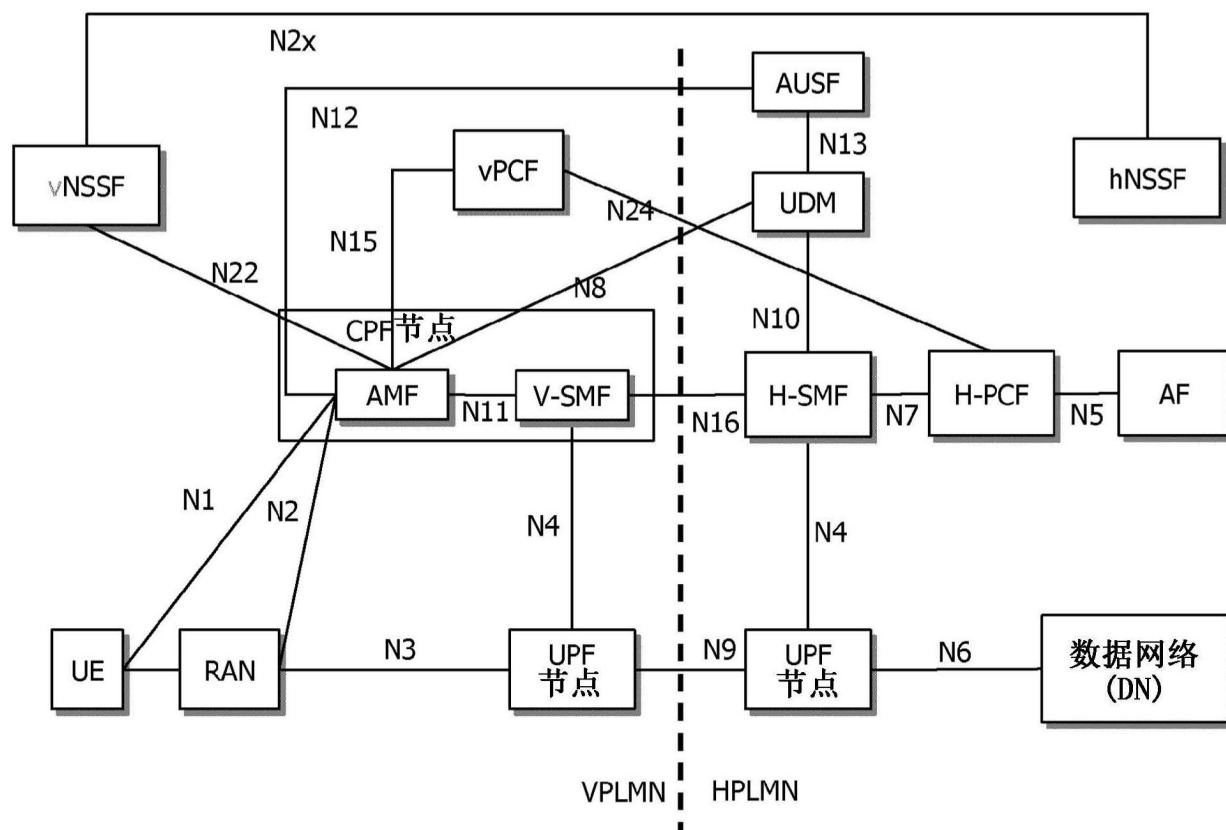 N2x
AUSF
N12
N13
vPCF
vNSSF
hNSSF
UDM
N24
N15
N22
N8
CPF节点
N10
AMF
N11
V-SMF
N16
H-SMF
N7
H-PCF
N5
AF
N1
N2
N4
N4
UE
RAN
N3
UPF
节点
N9
UPF
节点
N6
数据网络
(DN)
VPLMN
HPLMN